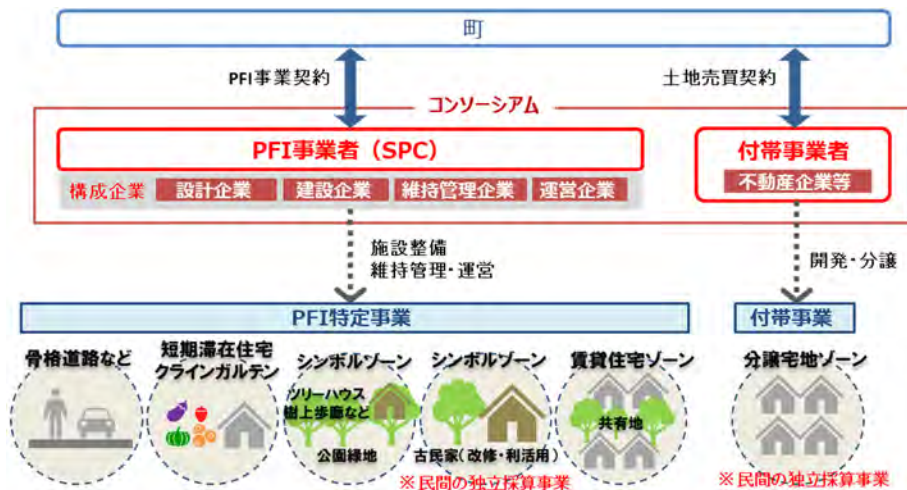 町
PFI事業契約
土地売買契約
コンソーシアム
PFI事業者（SPC）
構成企業
設計企業
建設企業
維持管理企業
運営企業
付帯事業者
不動産企業等
施設整備
維持管理・運営
開発・分譲
PFI特定事業
付帯事業
骨格道路など
短期滞在住宅
クラインガルテン
シンボルゾーン
ツリーハウス
樹上歩廊など
公園緑地
シンボルゾーン
古民家（改修・利活用）
※民間の独立採算事業
賃貸住宅ゾーン
共有地
分譲宅地ゾーン
※民間の独立採算事業